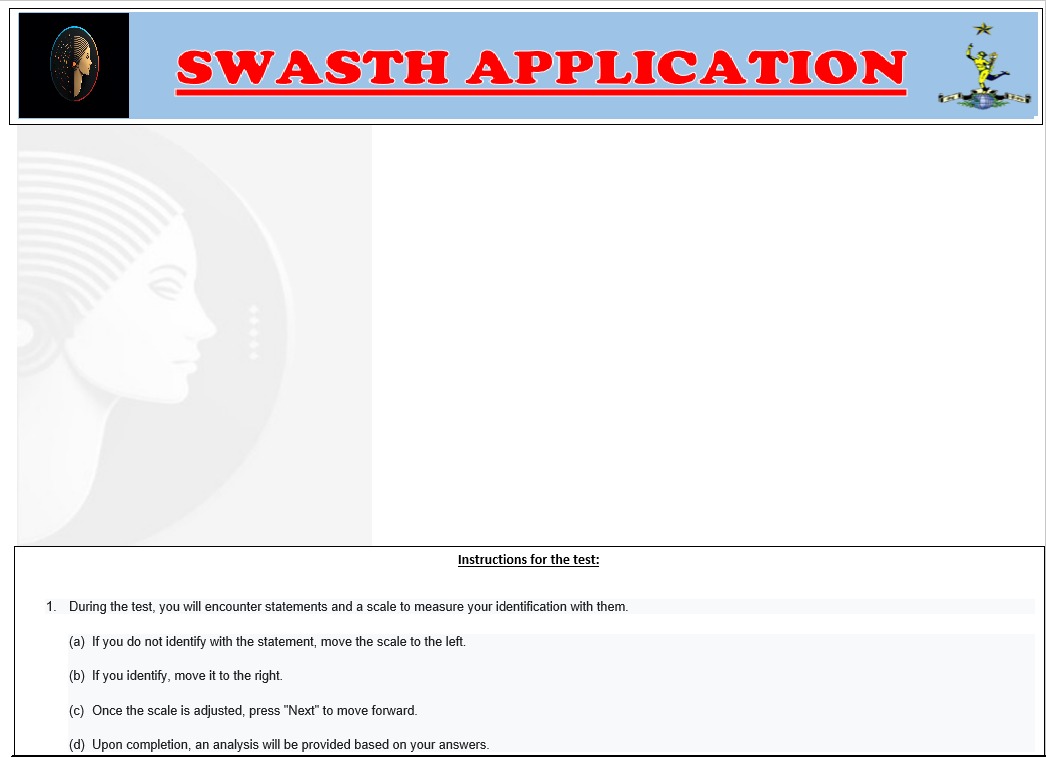 SWASTH APPLICATION
Instructions for the test:
1. During the test, you will encounter statements and a scale to measure your identification with them.
(a) If you do not identify with the statement, move the scale to the left.
(b) If you identify, move it to the right.
(c) Once the scale is adjusted, press "Next" to move forward.
(d) Upon completion, an analysis will be provided based on your answers.